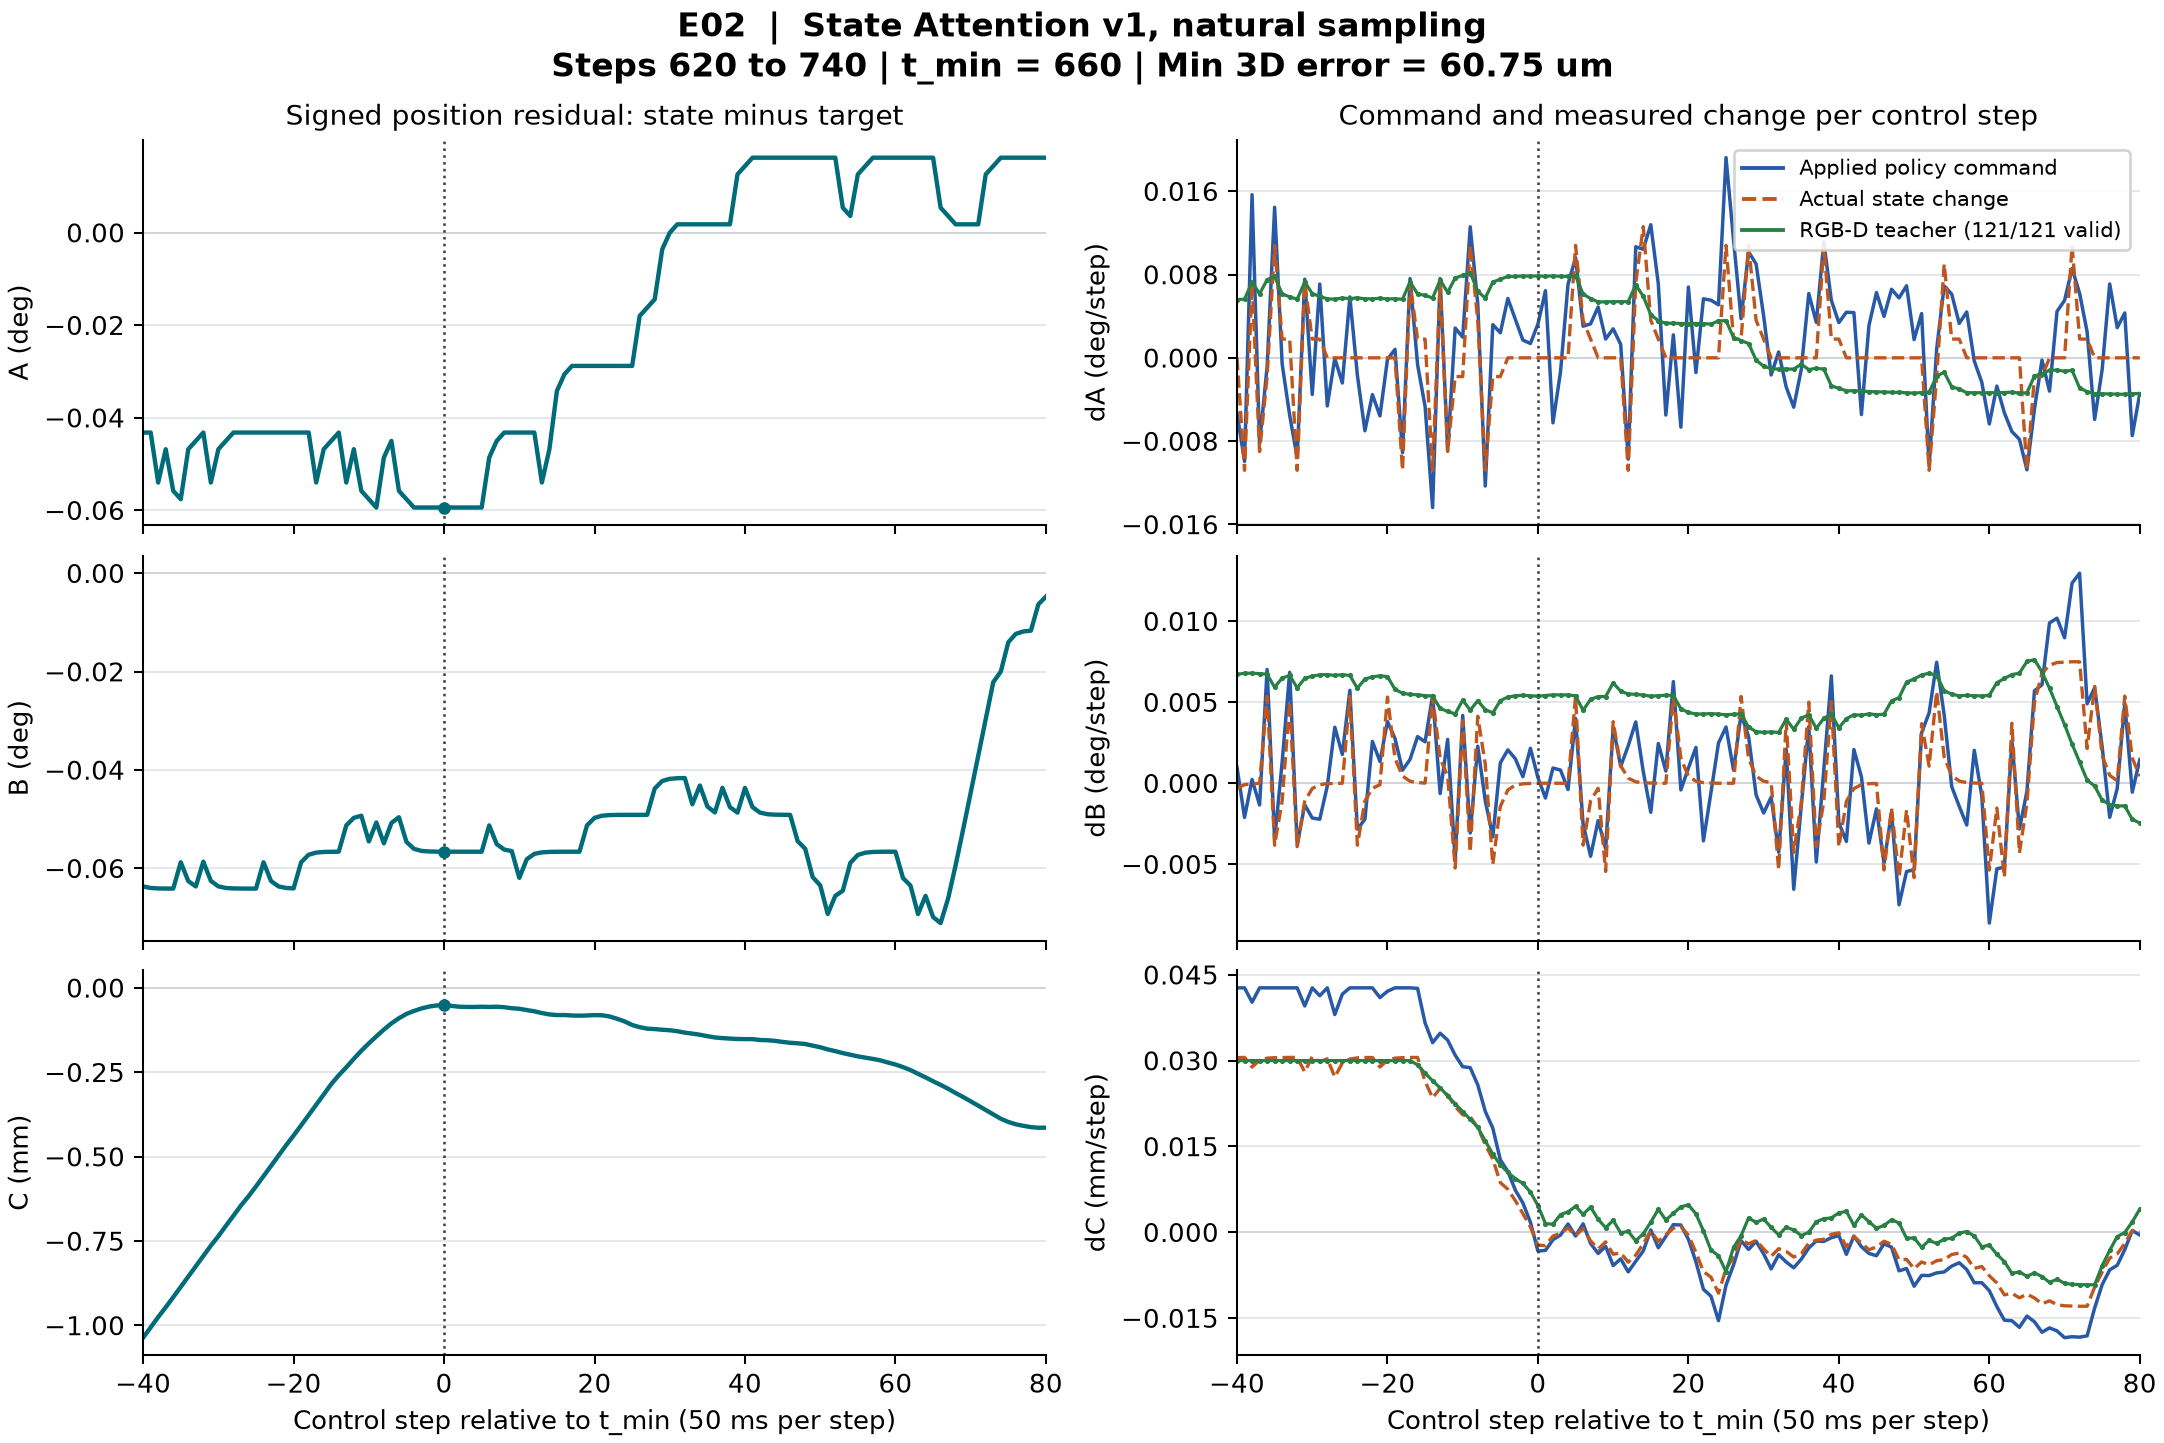 E02 | State Attention v1, natural sampling
Steps 620 to 740 | t_min = 660 | Min 3D error = 60.75 um
Signed position residual: state minus target
A (deg)
0.00
−0.02
−0.04
−0.06
Command and measured change per control step
dA (deg/step)
0.016
0.008
0.000
−0.008
−0.016
Applied policy command
Actual state change
RGB-D teacher (121/121 valid)
B (deg)
0.00
−0.02
−0.04
−0.06
dB (deg/step)
0.010
0.005
0.000
−0.005
C (mm)
0.00
−0.25
−0.50
−0.75
−1.00
−40 −20 0 20 40 60 80
Control step relative to t_min (50 ms per step)
dC (mm/step)
0.045
0.030
0.015
0.000
−0.015
−40 −20 0 20 40 60 80
Control step relative to t_min (50 ms per step)